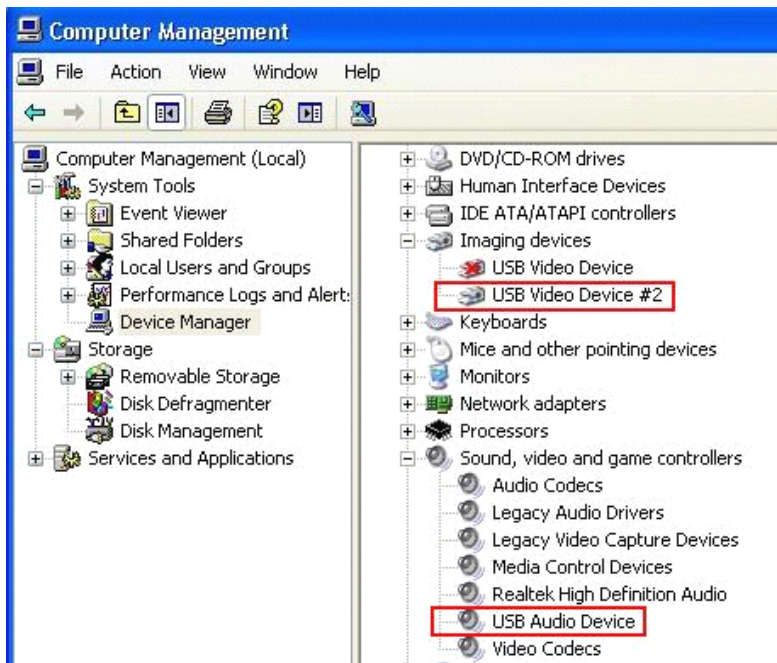 Computer Management
File Action View Window Help
Computer Management (Local)
System Tools
Event Viewer
Shared Folders
Local Users and Groups
Performance Logs and Alert:
Device Manager
Storage
Removable Storage
Disk Defragmenter
Disk Management
Services and Applications
DVD/CD-ROM drives
Human Interface Devices
IDE ATA/ATAPI controllers
Imaging devices
USB Video Device
USB Video Device #2
Keyboards
Mice and other pointing devices
Monitors
Network adapters
Processors
Sound, video and game controllers
Audio Codecs
Legacy Audio Drivers
Legacy Video Capture Devices
Media Control Devices
Realtek High Definition Audio
USB Audio Device
Video Codecs